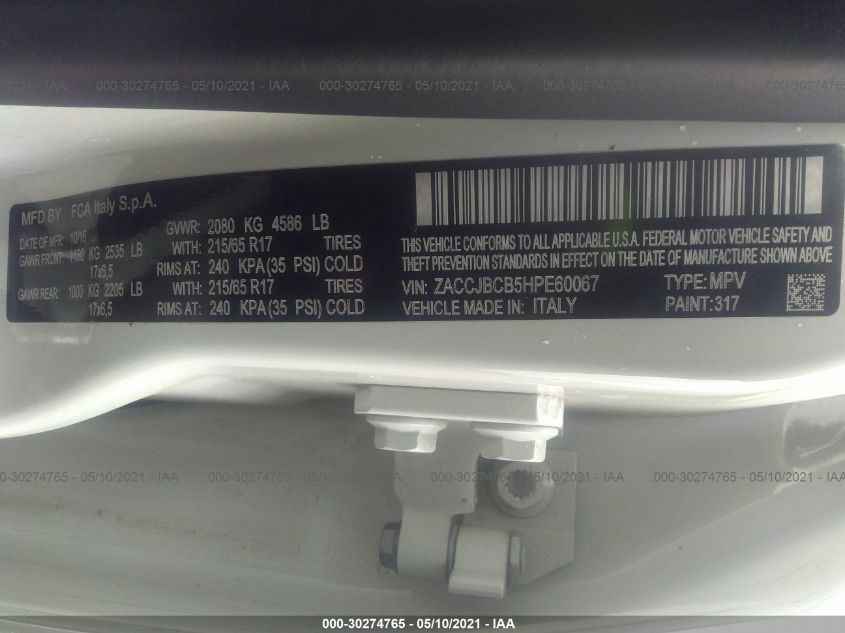 000-30274765 - 05/10/2021 - IAA
MFD BY FCA Italy S.p.A.
DATE OF MFR: 10/16
GVWR: 2080 KG 4586 LB
GAWR FRONT: 1150 KG 2535 LB
WITH: 215/65 R17 TIRES
17x6,5
RIMS AT: 240 KPA (35 PSI) COLD
GAWR REAR: 1000 KG 2205 LB
WITH: 215/65 R17 TIRES
17x6,5
RIMS AT: 240 KPA (35 PSI) COLD
THIS VEHICLE CONFORMS TO ALL APPLICABLE U.S.A. FEDERAL MOTOR VEHICLE SAFETY AND
THEFT PREVENTION STANDARDS IN EFFECT ON THE DATE OF MANUFACTURE SHOWN ABOVE
VIN: ZACCJBCB5HPE60067 TYPE: MPV
VEHICLE MADE IN: ITALY PAINT: 317
000-30274765 - 05/10/2021 - IAA
000-30274765 - 05/10/2021 - IAA